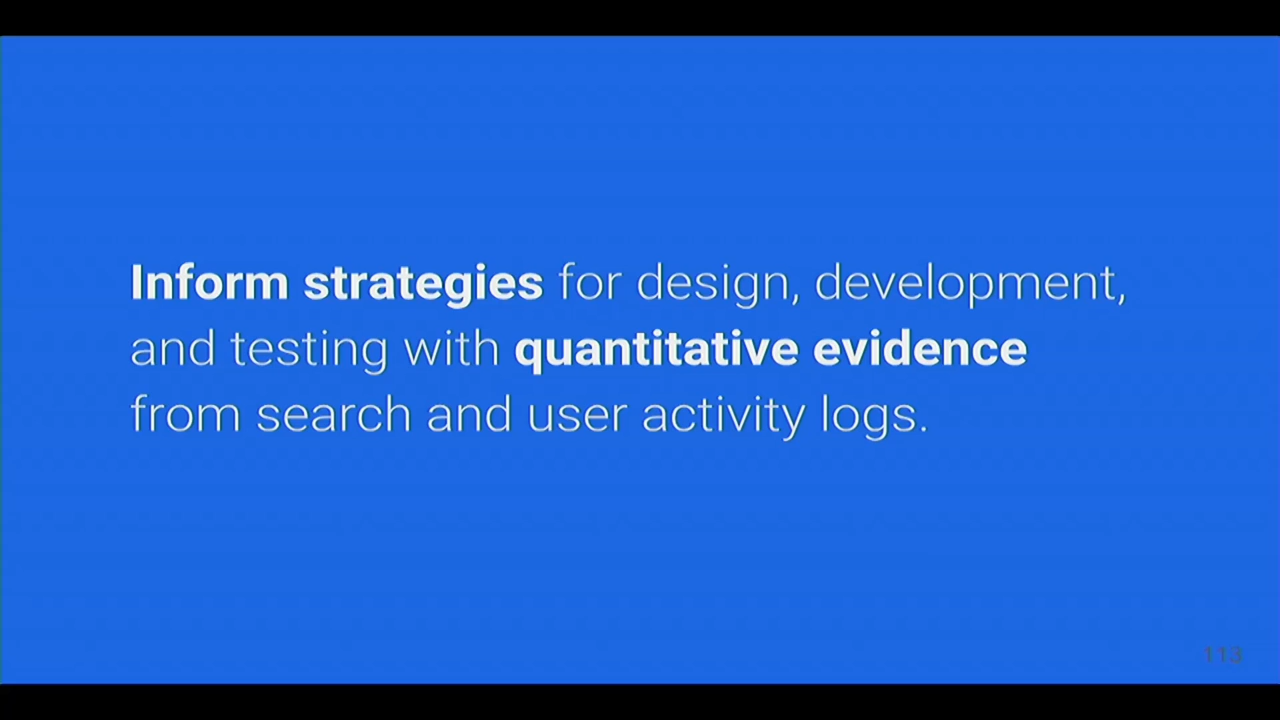 Inform strategies for design, development,
and testing with quantitative evidence
from search and user activity logs.
113